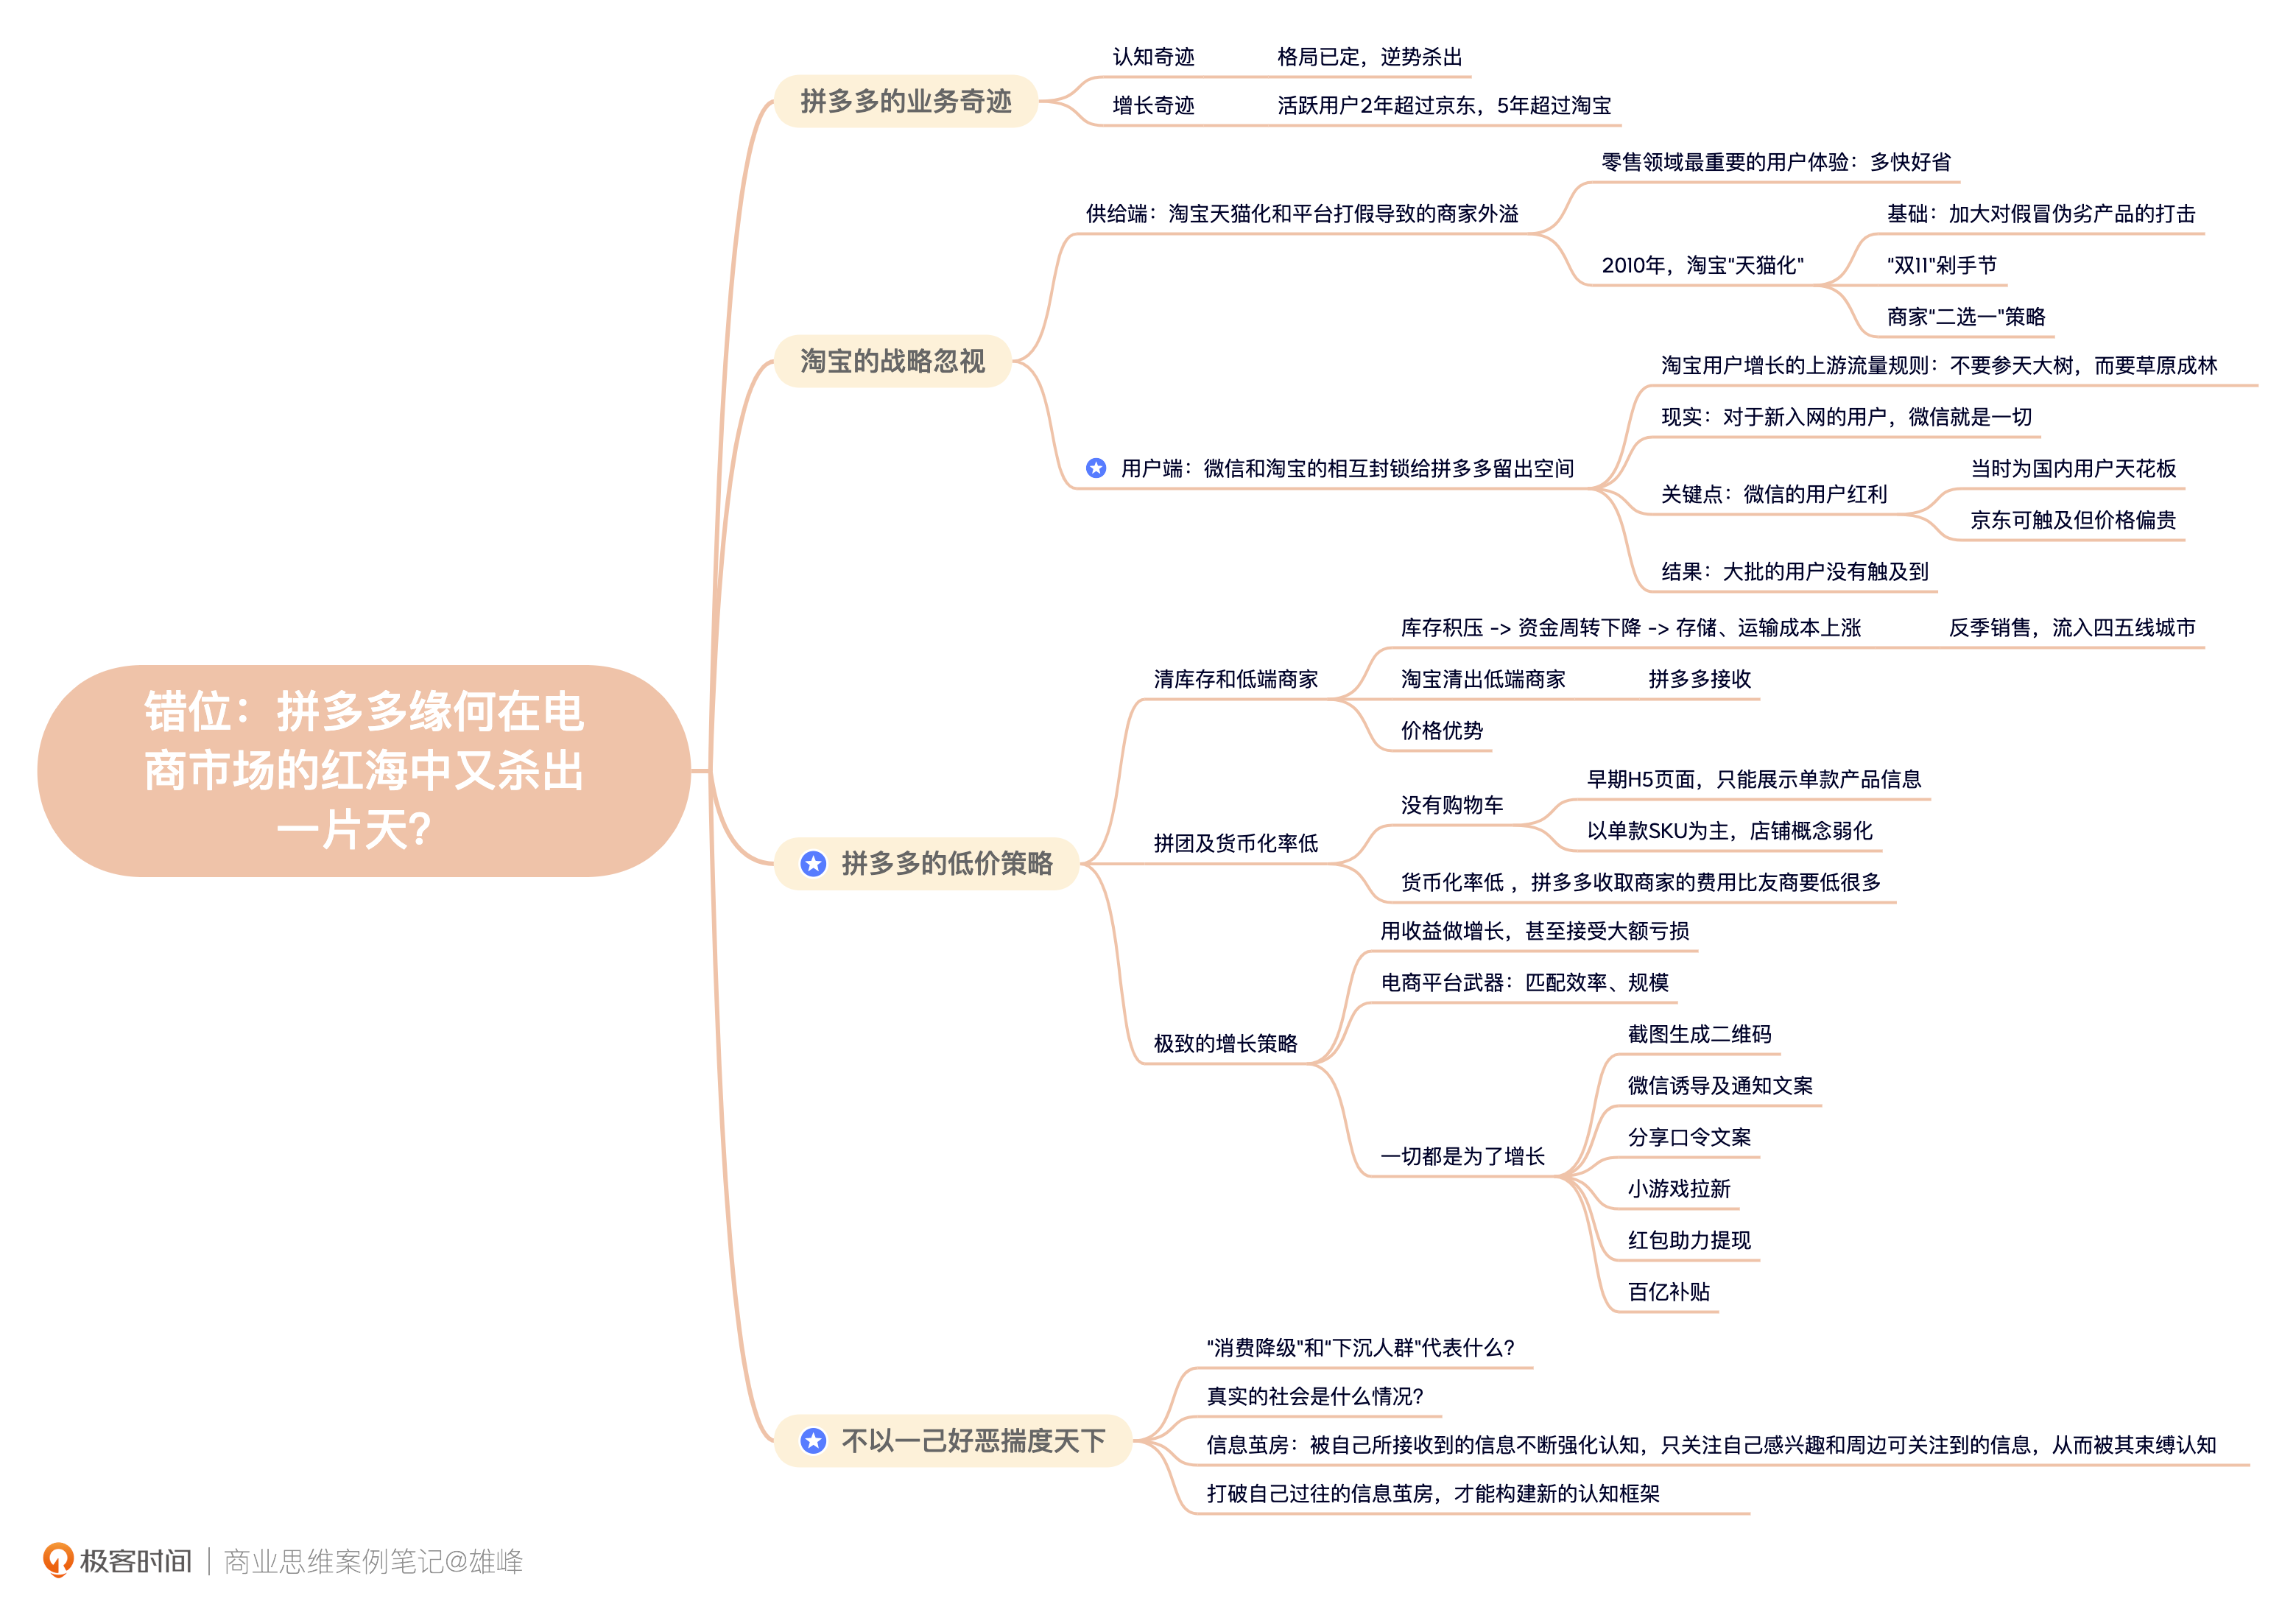 错位：拼多多缘何在电
商市场的红海中又杀出
一片天？
拼多多的业务奇迹
认知奇迹
格局已定，逆势杀出
增长奇迹
活跃用户2年超过京东，5年超过淘宝
淘宝的战略忽视
供给端：淘宝天猫化和平台打假导致的商家外溢
零售领域最重要的用户体验：多快好省
2010年，淘宝"天猫化"
基础：加大对假冒伪劣产品的打击
"双11"剁手节
商家"二选一"策略
用户端：微信和淘宝的相互封锁给拼多多留出空间
淘宝用户增长的上游流量规则：不要参天大树，而要草原成林
现实：对于新入网的用户，微信就是一切
关键点：微信的用户红利
当时为国内用户天花板
京东可触及但价格偏贵
结果：大批的用户没有触及到
拼多多的低价策略
清库存和低端商家
库存积压 -> 资金周转下降 -> 存储、运输成本上涨
反季销售，流入四五线城市
淘宝清出低端商家
拼多多接收
价格优势
拼团及货币化率低
没有购物车
早期H5页面，只能展示单款产品信息
以单款SKU为主，店铺概念弱化
货币化率低 ，拼多多收取商家的费用比友商要低很多
极致的增长策略
用收益做增长，甚至接受大额亏损
电商平台武器：匹配效率、规模
一切都是为了增长
截图生成二维码
微信诱导及通知文案
分享口令文案
小游戏拉新
红包助力提现
百亿补贴
不以一己好恶揣度天下
"消费降级"和"下沉人群"代表什么？
真实的社会是什么情况？
信息茧房：被自己所接收到的信息不断强化认知，只关注自己感兴趣和周边可关注到的信息，从而被其束缚认知
打破自己过往的信息茧房，才能构建新的认知框架
极客时间 | 商业思维案例笔记@雄峰